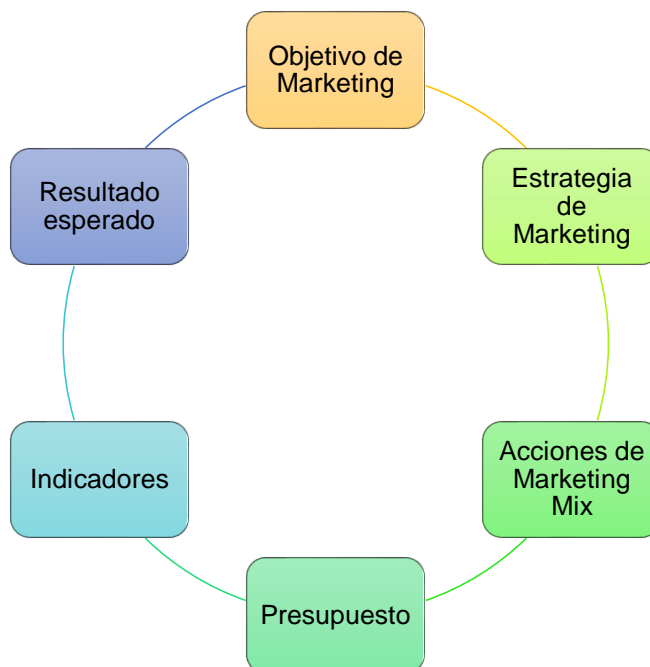 Objetivo de
Marketing
Estrategia
de
Marketing
Acciones de
Marketing
Mix
Presupuesto
Indicadores
Resultado
esperado